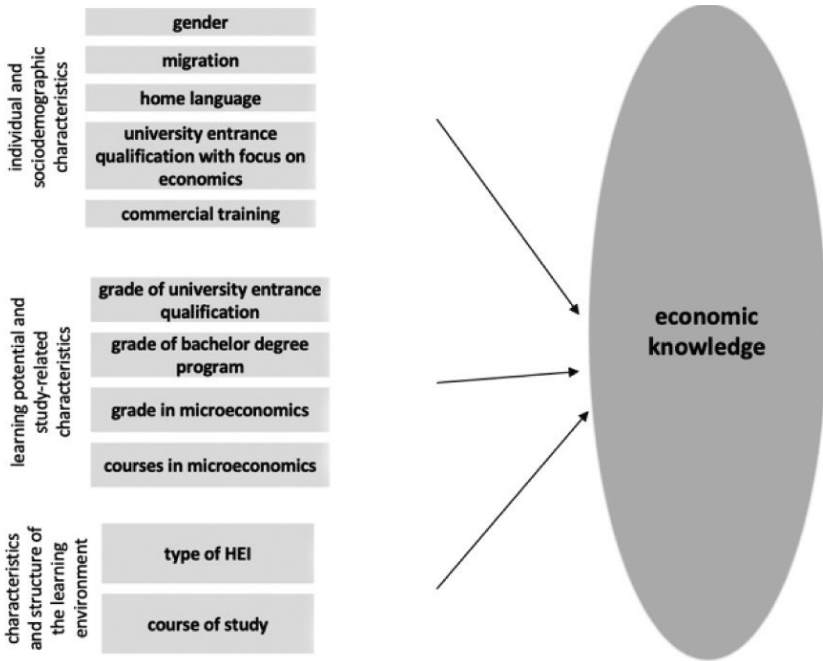 individual and
sociodemographic
characteristics
gender
migration
home language
university entrance
qualification with focus on
economics
commercial training
learning potential and
study-related
characteristics
grade of university entrance
qualification
grade of bachelor degree
program
grade in microeconomics
courses in microeconomics
characteristics
and structure of
the learning
environment
type of HEI
course of study
economic
knowledge